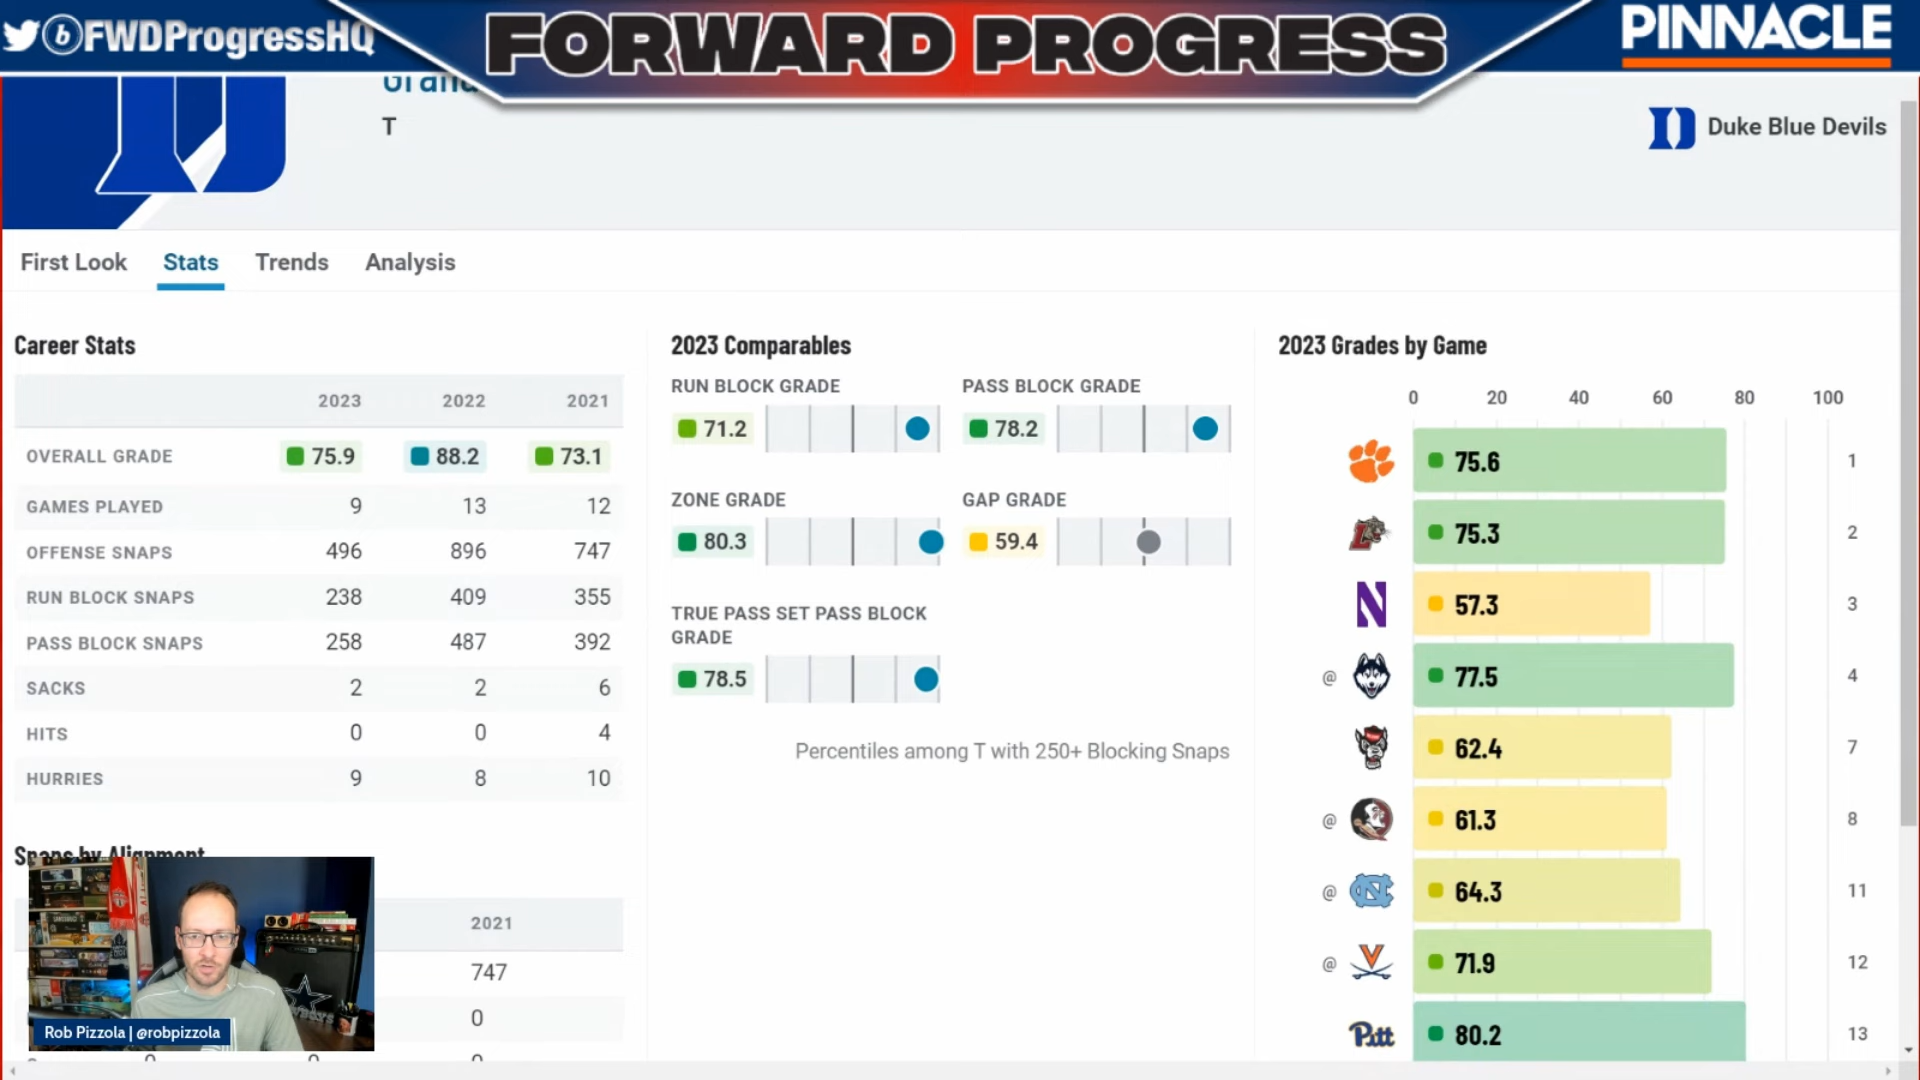 FWDProgressHQ
FORWARD PROGRESS
PINNACLE
T
Duke Blue Devils
First Look
Stats
Trends
Analysis
Career Stats
2023 2022 2021
OVERALL GRADE 75.9 88.2 73.1
GAMES PLAYED 9 13 12
OFFENSE SNAPS 496 896 747
RUN BLOCK SNAPS 238 409 355
PASS BLOCK SNAPS 258 487 392
SACKS 2 2 6
HITS 0 0 4
HURRIES 9 8 10
Snaps by Alignment
2021
747
0
0 0 0
Rob Pizzola | @robpizzola
2023 Comparables
RUN BLOCK GRADE
71.2
PASS BLOCK GRADE
78.2
ZONE GRADE
80.3
GAP GRADE
59.4
TRUE PASS SET PASS BLOCK
GRADE
78.5
Percentiles among T with 250+ Blocking Snaps
2023 Grades by Game
0 20 40 60 80 100
75.6 1
75.3 2
N 57.3 3
@ 77.5 4
62.4 7
@ 61.3 8
@ NC 64.3 11
@ V 71.9 12
Pitt 80.2 13